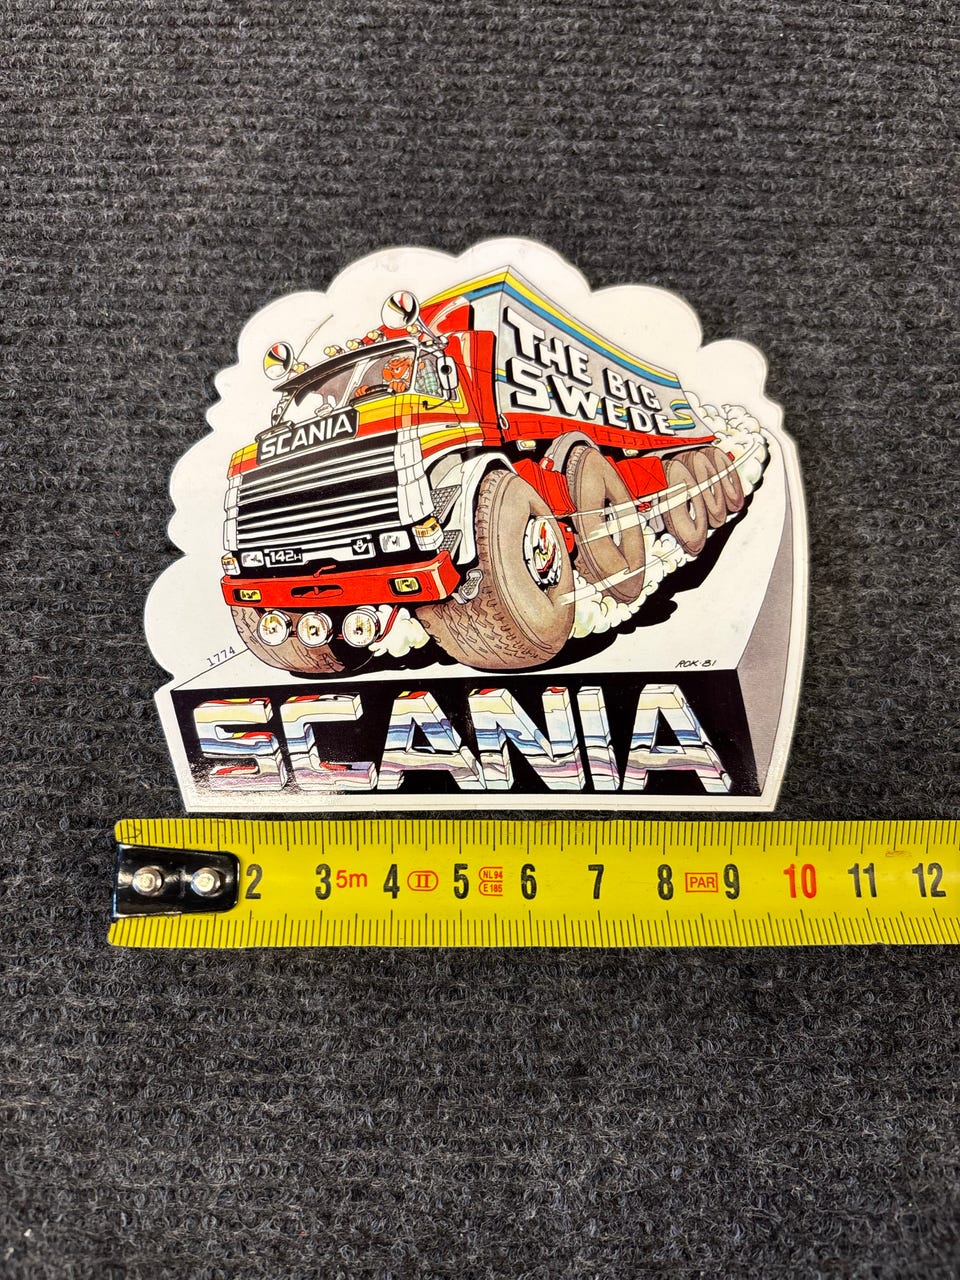 THE BIG
SWEDE
SCANIA
142H
1774
ROK·81
SCANIA
2 3 5m 4 II 5 NL94 E185 6 7 8 PAR 9 10 11 12